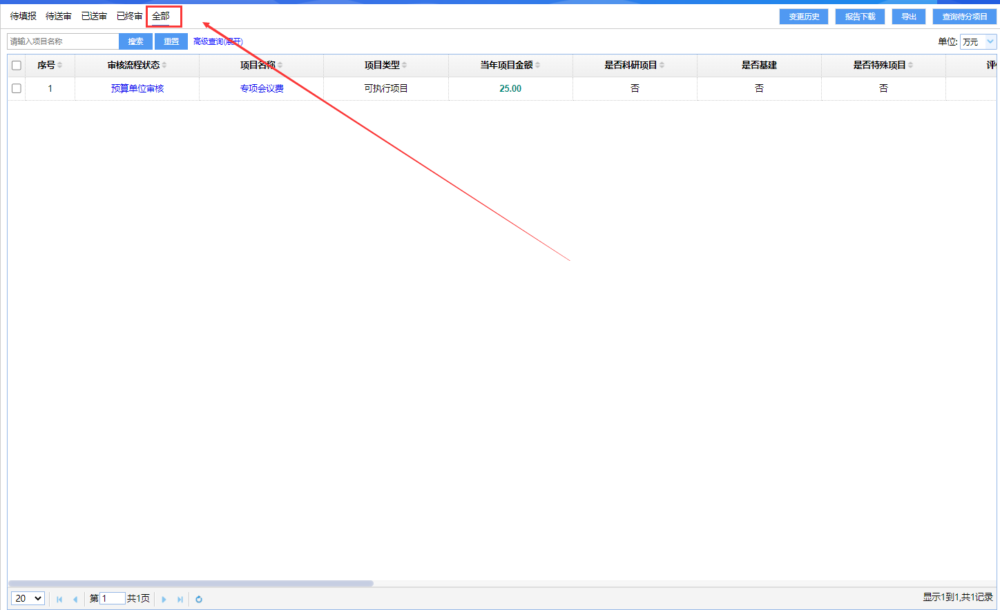 待填报 待送审 已送审 已终审 全部 变更历史 报告下载 导出 查询待分项目
请输入项目名称 搜索 重置 高级查询(展开) 单位: 万元
序号 审核流程状态 项目名称 项目类型 当年项目金额 是否科研项目 是否基建 是否特殊项目
1 预算单位审核 专项会议费 可执行项目 25.00 否 否 否
20 第 1 共1页 显示1到1,共1记录